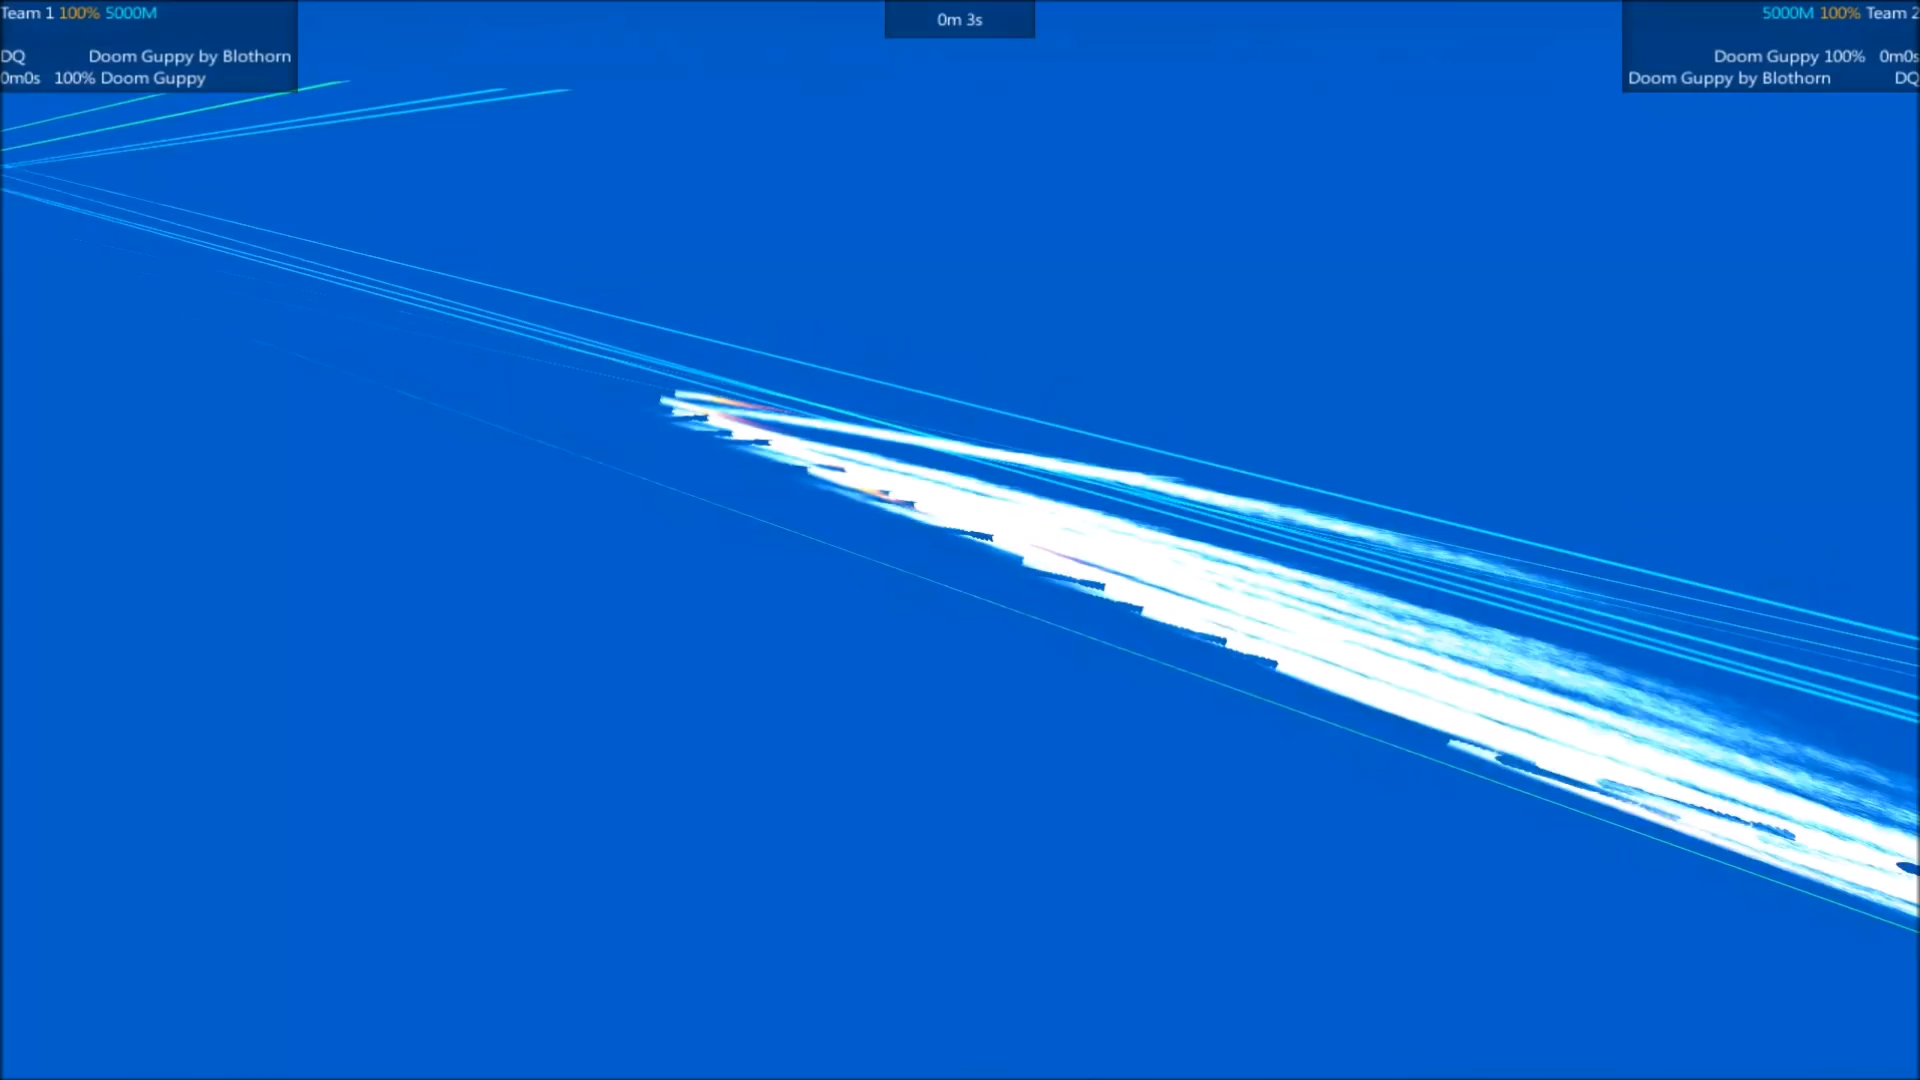 Team 1 100% 5000M
DQ Doom Guppy by Blothorn
0m0s 100% Doom Guppy
0m 3s
5000M 100% Team 2
Doom Guppy 100% 0m0s
Doom Guppy by Blothorn DQ